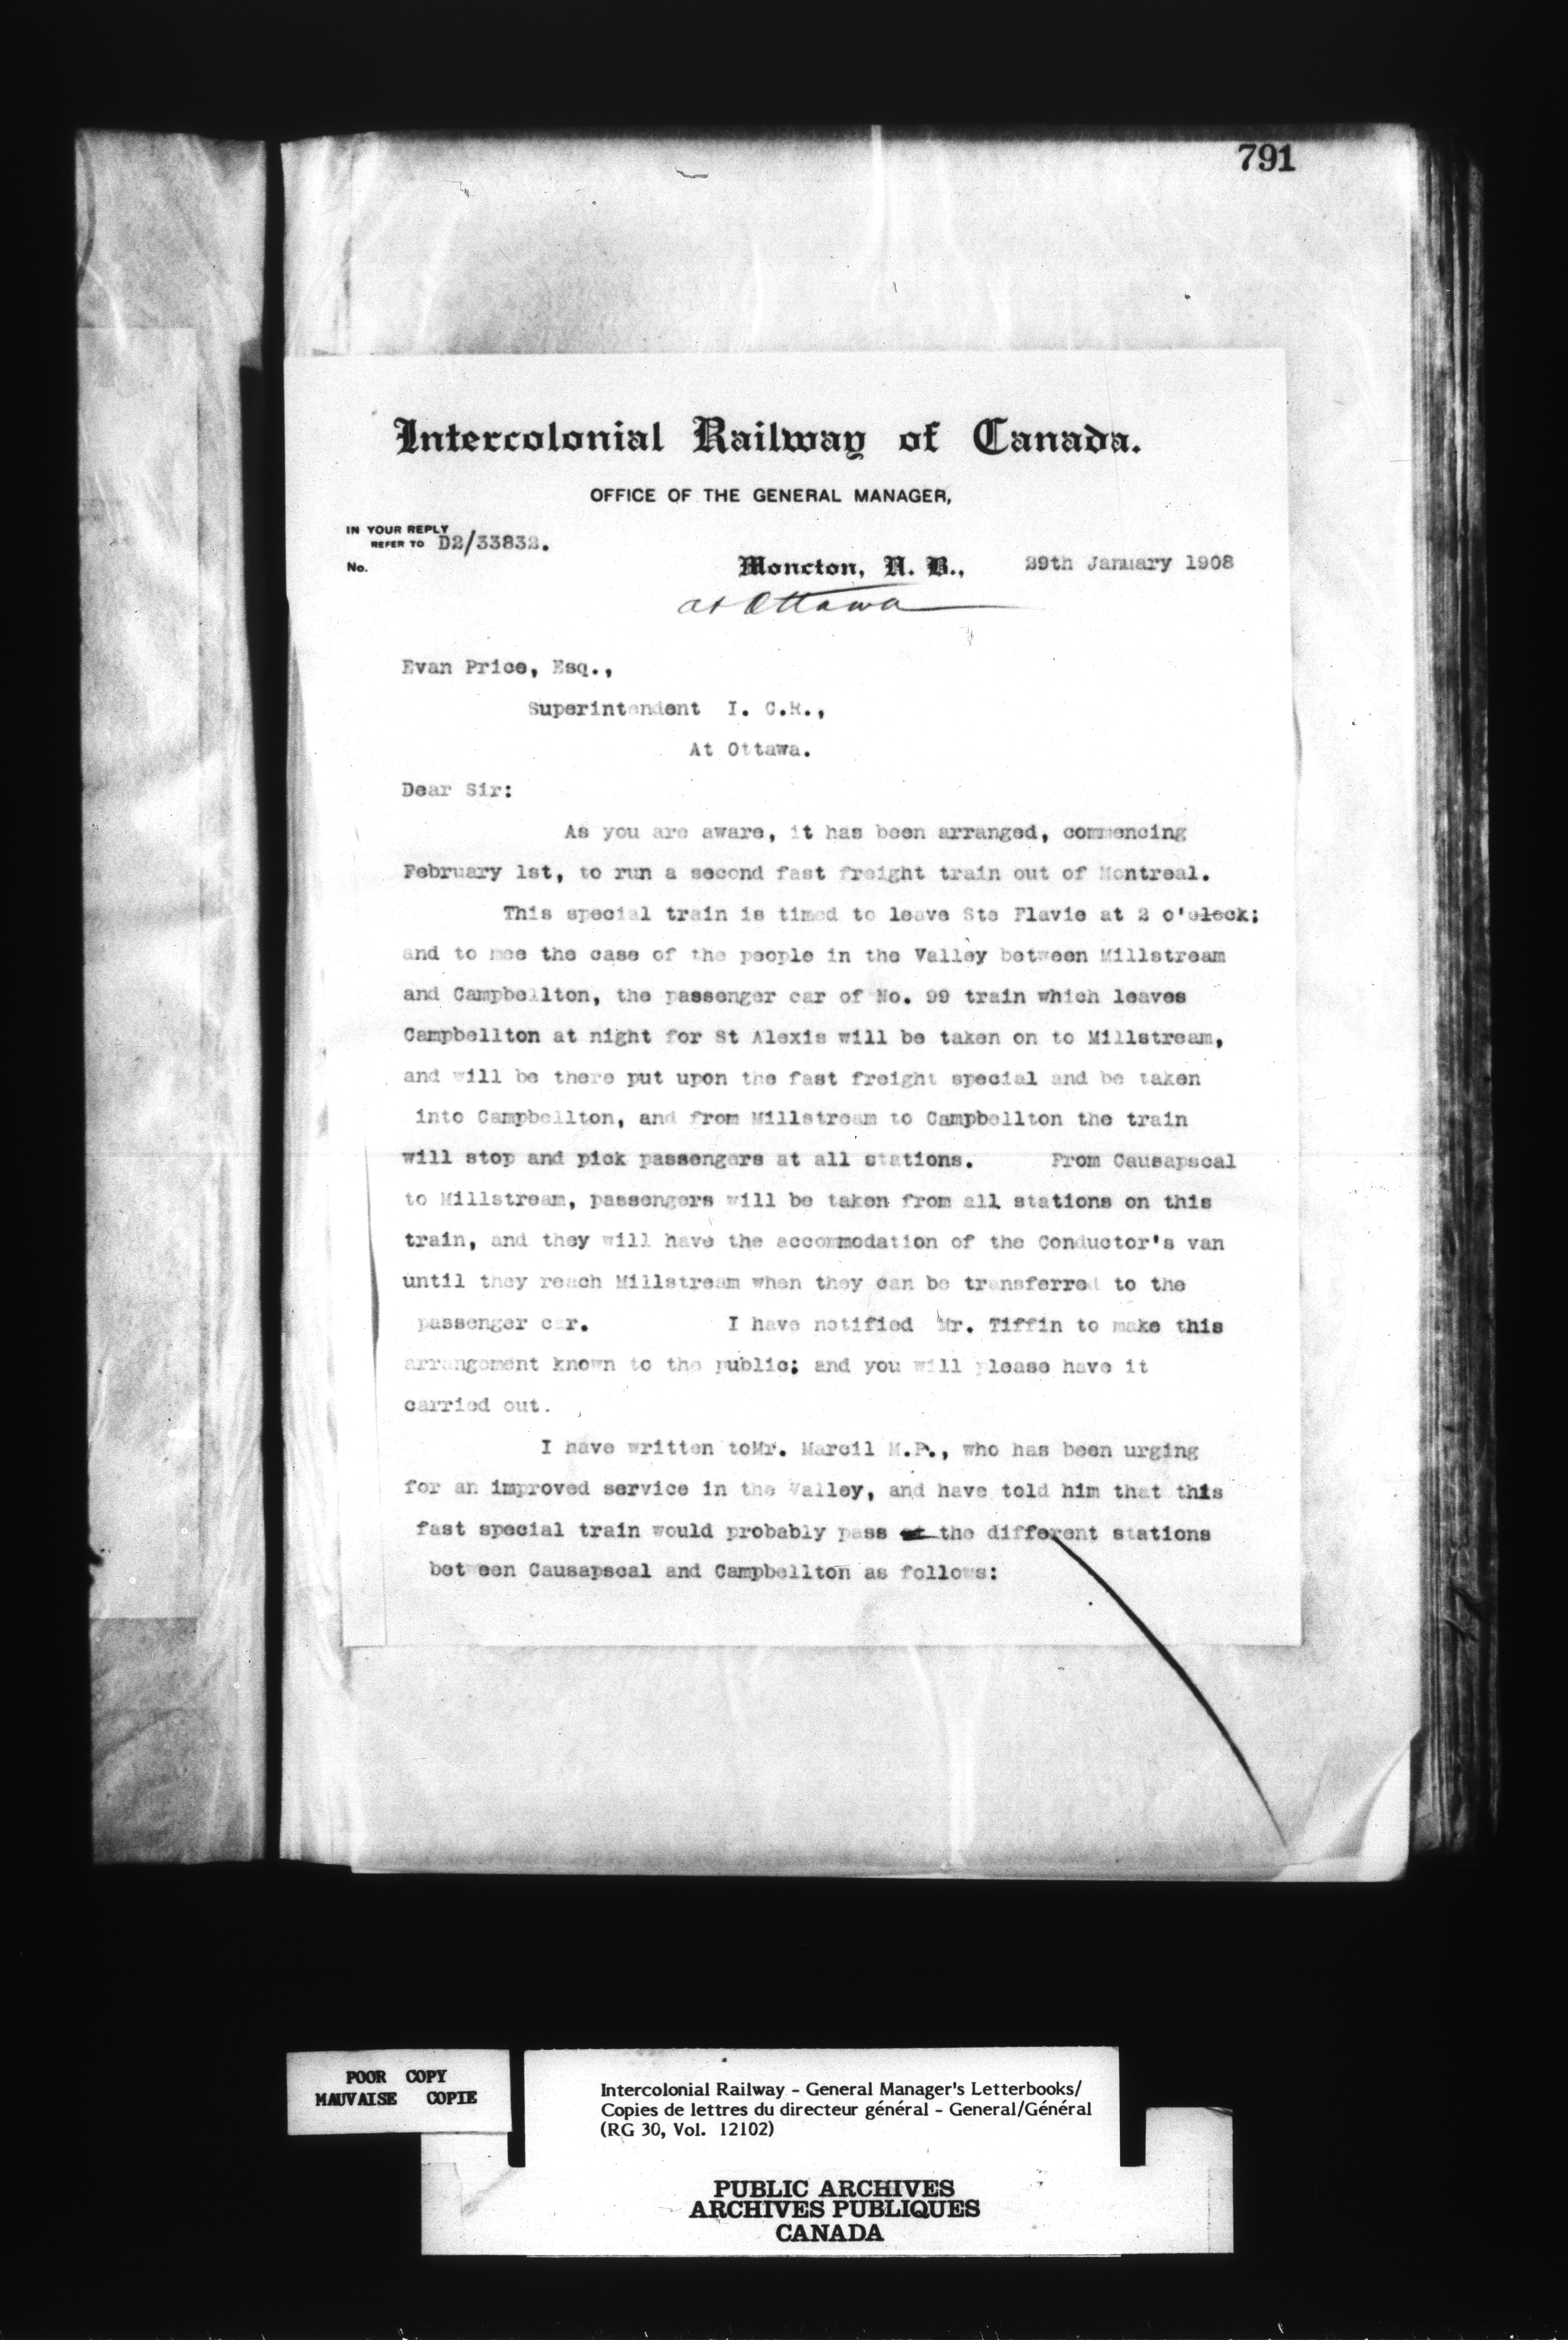 791
Intercolonial Railway of Canada.
OFFICE OF THE GENERAL MANAGER,
IN YOUR REPLY
REFER TO D2/33832.
No.
Moncton, N. B., 29th January 1908
at Ottawa
Evan Price, Esq.,
Superintendent I. C.R.,
At Ottawa.
Dear Sir:
As you are aware, it has been arranged, commencing
February 1st, to run a second fast freight train out of Montreal.
This special train is timed to leave Ste Flavie at 2 o'clock;
and to mee the case of the people in the Valley between Millstream
and Campbellton, the passenger car of No. 99 train which leaves
Campbellton at night for St Alexis will be taken on to Millstream,
and will be there put upon the fast freight special and be taken
into Campbellton, and from Millstream to Campbellton the train
will stop and pick passengers at all stations. From Causapscal
to Millstream, passengers will be taken from all stations on this
train, and they will have the accommodation of the Conductor's van
until they reach Millstream when they can be transferred to the
passenger car. I have notified Mr. Tiffin to make this
arrangement known to the public; and you will please have it
carried out.
I have written toMr. Marcil M.P., who has been urging
for an improved service in the Valley, and have told him that this
fast special train would probably pass the different stations
between Causapscal and Campbellton as follows:
POOR COPY
MAUVAISE COPIE
Intercolonial Railway - General Manager's Letterbooks/
Copies de lettres du directeur général - General/Général
(RG 30, Vol. 12102)
PUBLIC ARCHIVES
ARCHIVES PUBLIQUES
CANADA